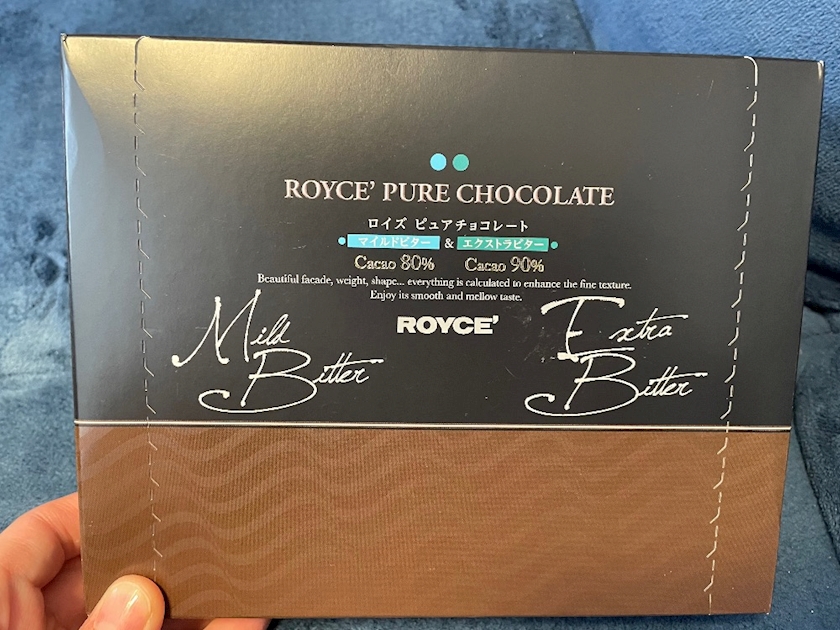 ROYCE' PURE CHOCOLATE
ロイズ ピュアチョコレート
マイルドビター & エクストラビター
Cacao 80% Cacao 90%
Beautiful facade, weight, shape... everything is calculated to enhance the fine texture.
Enjoy its smooth and mellow taste.
ROYCE'
Mild
Bitter
Extra
Bitter